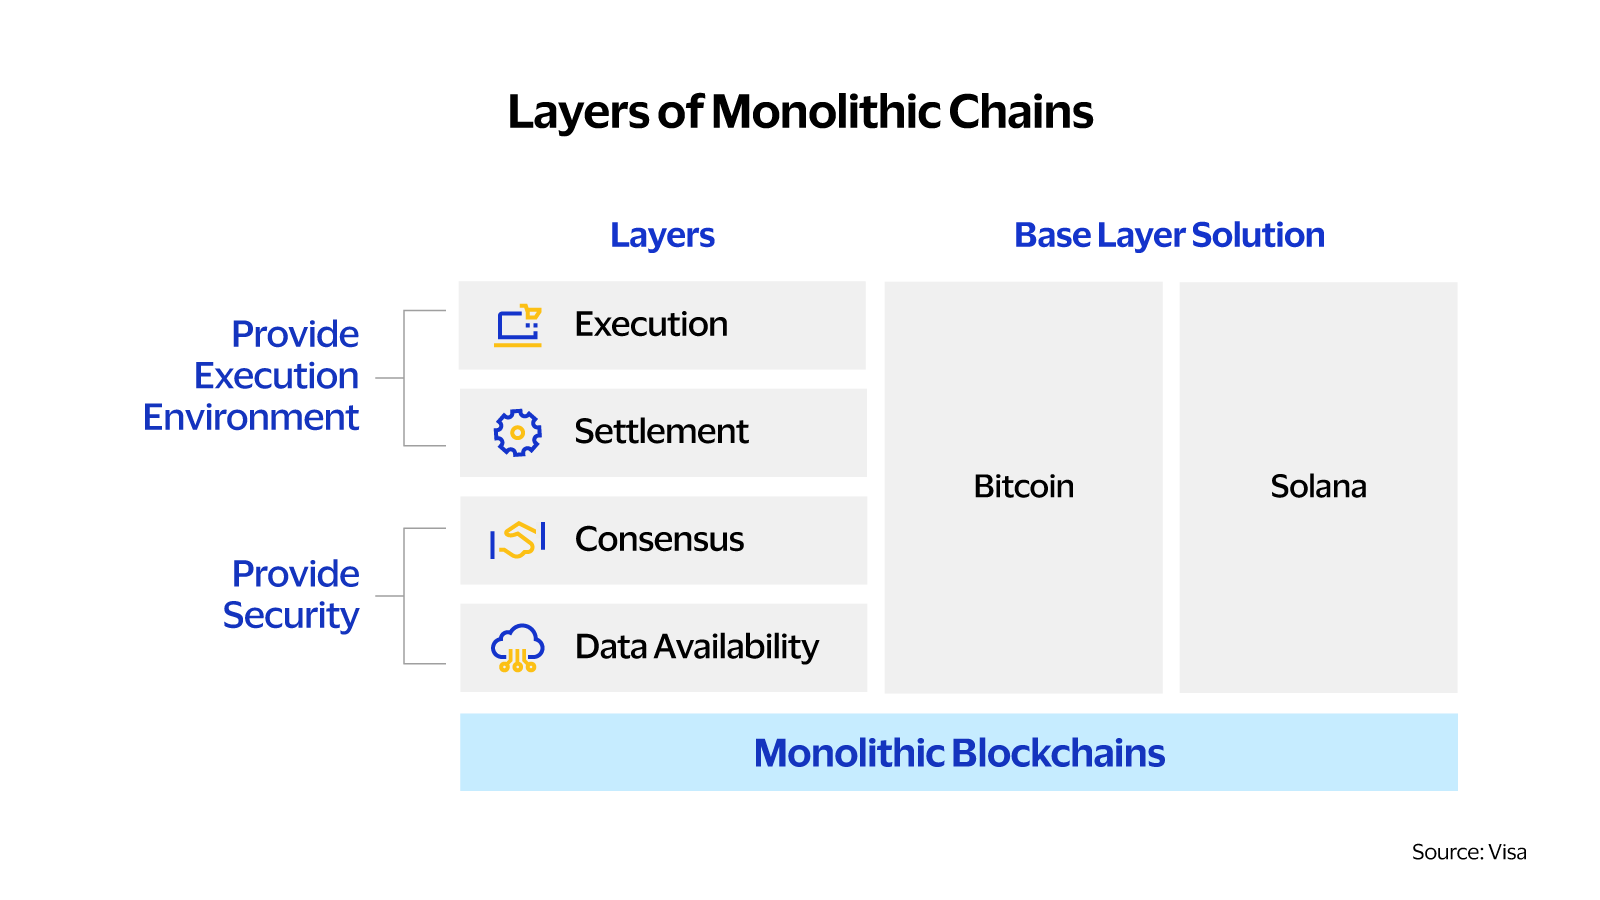 Layers of Monolithic Chains
Layers
Base Layer Solution
Provide
Execution
Environment
Execution
Settlement
Provide
Security
Consensus
Data Availability
Bitcoin
Solana
Monolithic Blockchains
Source: Visa